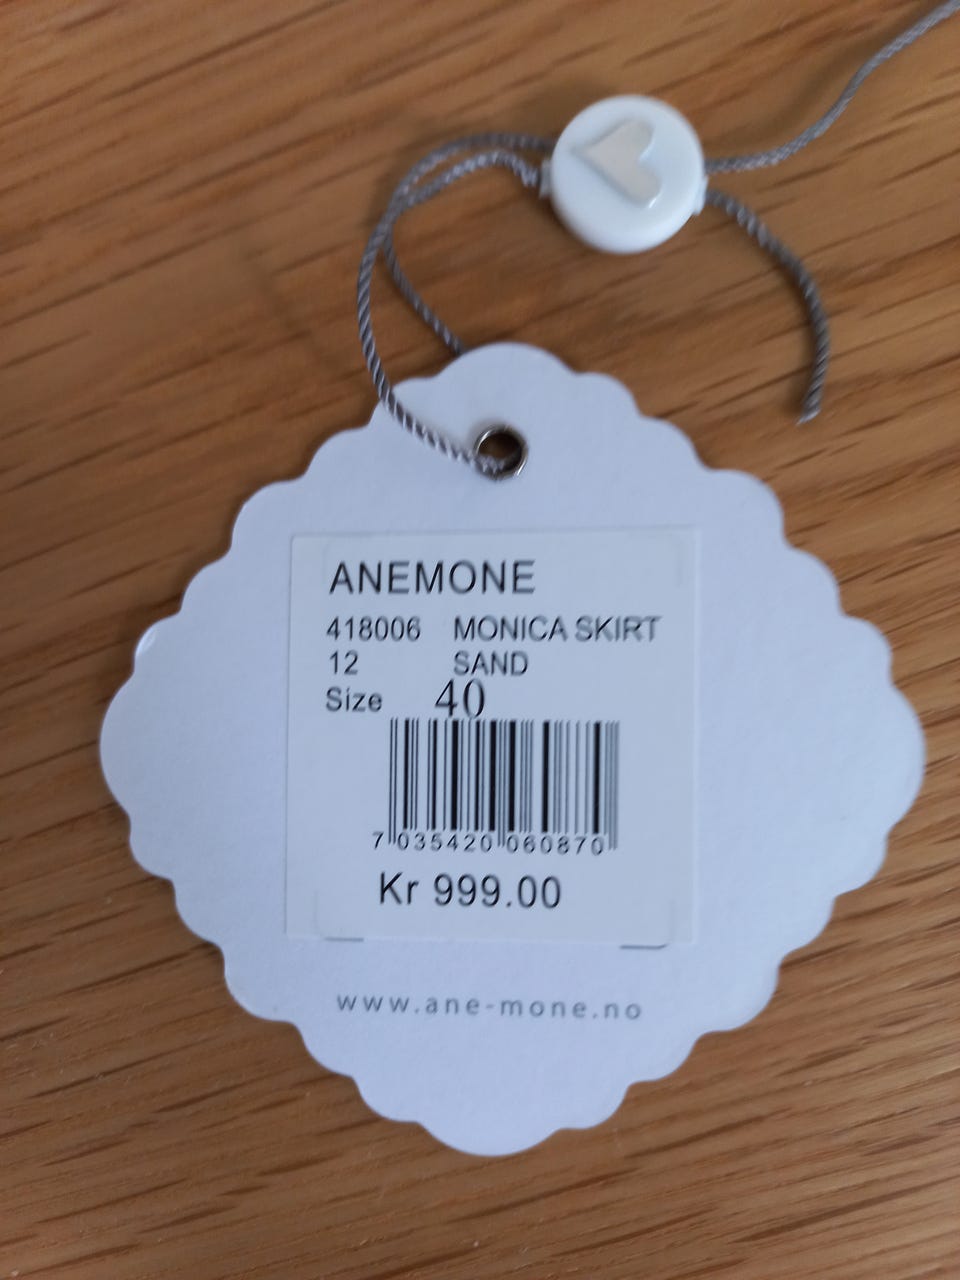 ANEMONE
418006 MONICA SKIRT
12 SAND
Size 40
7 035420 060870
Kr 999.00
www.ane-mone.no